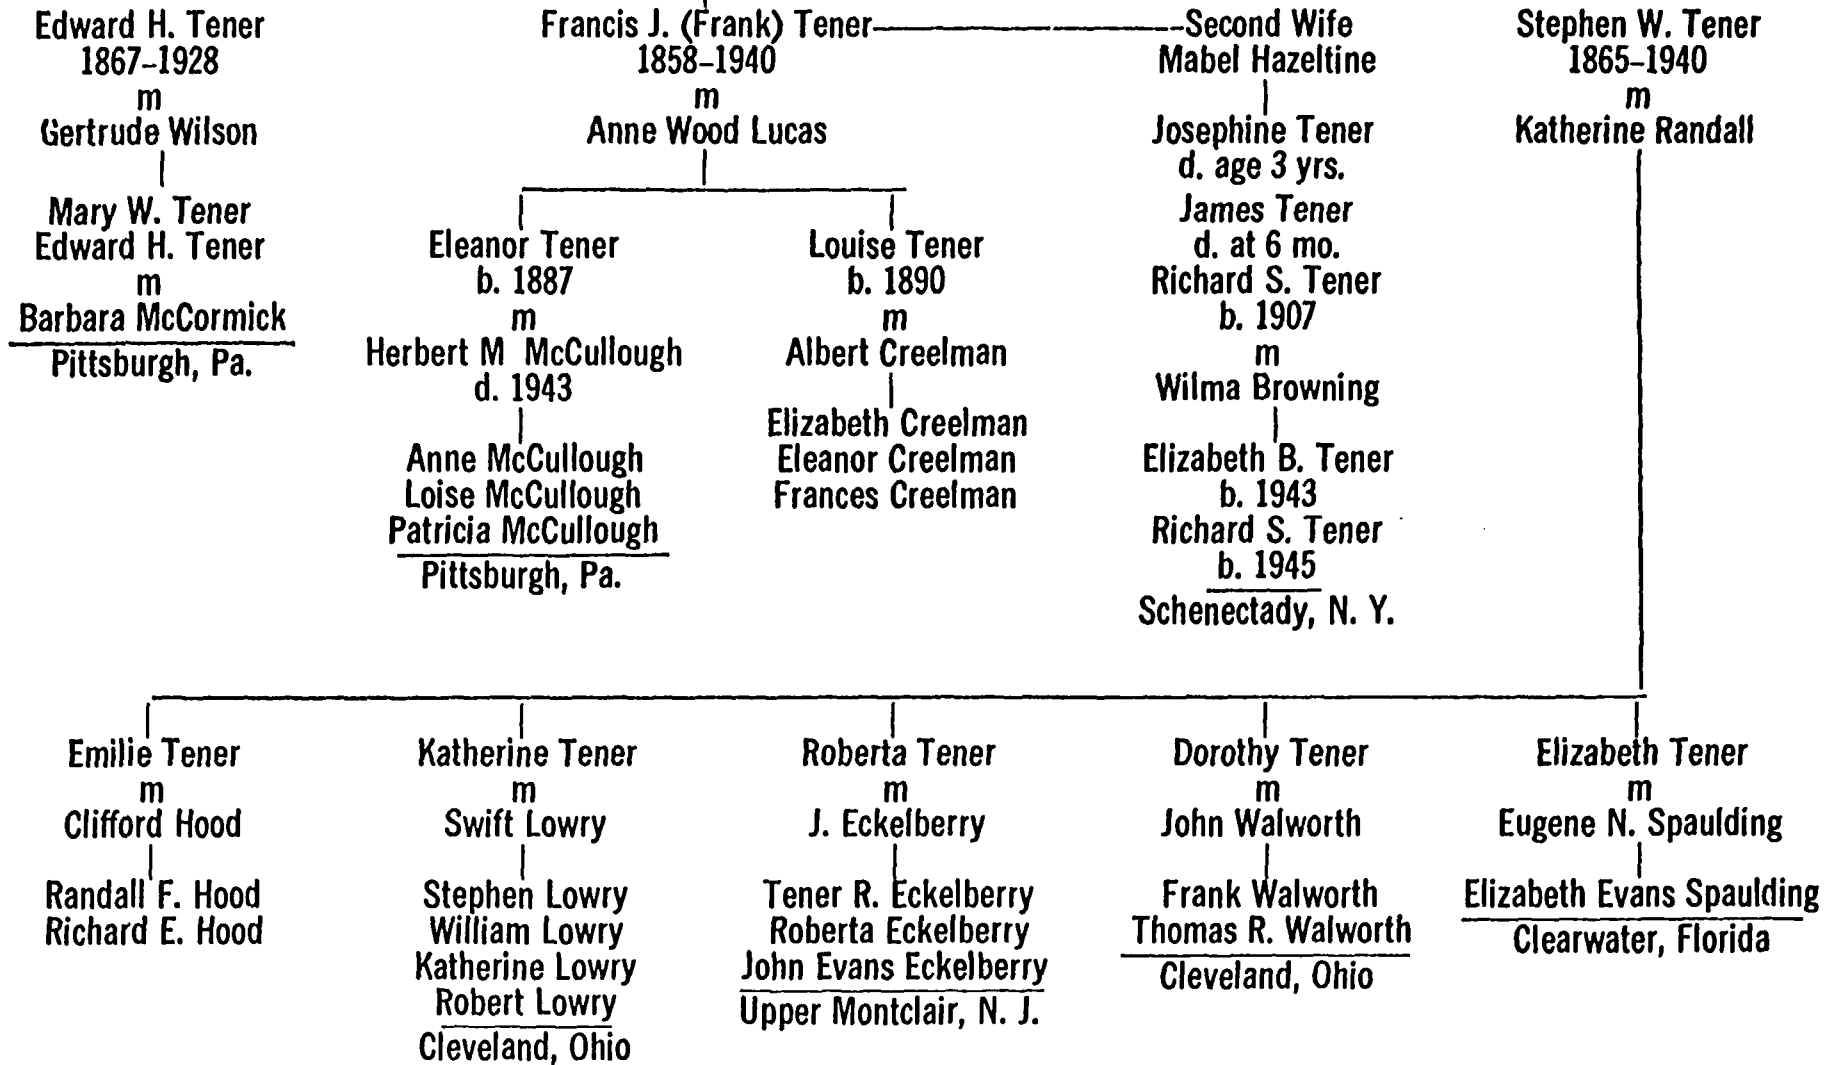 Edward H. Tener
1867–1928
m
Gertrude Wilson
Mary W. Tener
Edward H. Tener
m
Barbara McCormick
Pittsburgh, Pa.
Francis J. (Frank) Tener
1858–1940
m
Anne Wood Lucas
Eleanor Tener
b. 1887
m
Herbert M McCullough
d. 1943
Anne McCullough
Loise McCullough
Patricia McCullough
Pittsburgh, Pa.
Louise Tener
b. 1890
m
Albert Creelman
Elizabeth Creelman
Eleanor Creelman
Frances Creelman
Second Wife
Mabel Hazeltine
Josephine Tener
d. age 3 yrs.
James Tener
d. at 6 mo.
Richard S. Tener
b. 1907
m
Wilma Browning
Elizabeth B. Tener
b. 1943
Richard S. Tener
b. 1945
Schenectady, N. Y.
Stephen W. Tener
1865–1940
m
Katherine Randall
Emilie Tener
m
Clifford Hood
Randall F. Hood
Richard E. Hood
Katherine Tener
m
Swift Lowry
Stephen Lowry
William Lowry
Katherine Lowry
Robert Lowry
Cleveland, Ohio
Roberta Tener
m
J. Eckelberry
Tener R. Eckelberry
Roberta Eckelberry
John Evans Eckelberry
Upper Montclair, N. J.
Dorothy Tener
m
John Walworth
Frank Walworth
Thomas R. Walworth
Cleveland, Ohio
Elizabeth Tener
m
Eugene N. Spaulding
Elizabeth Evans Spaulding
Clearwater, Florida